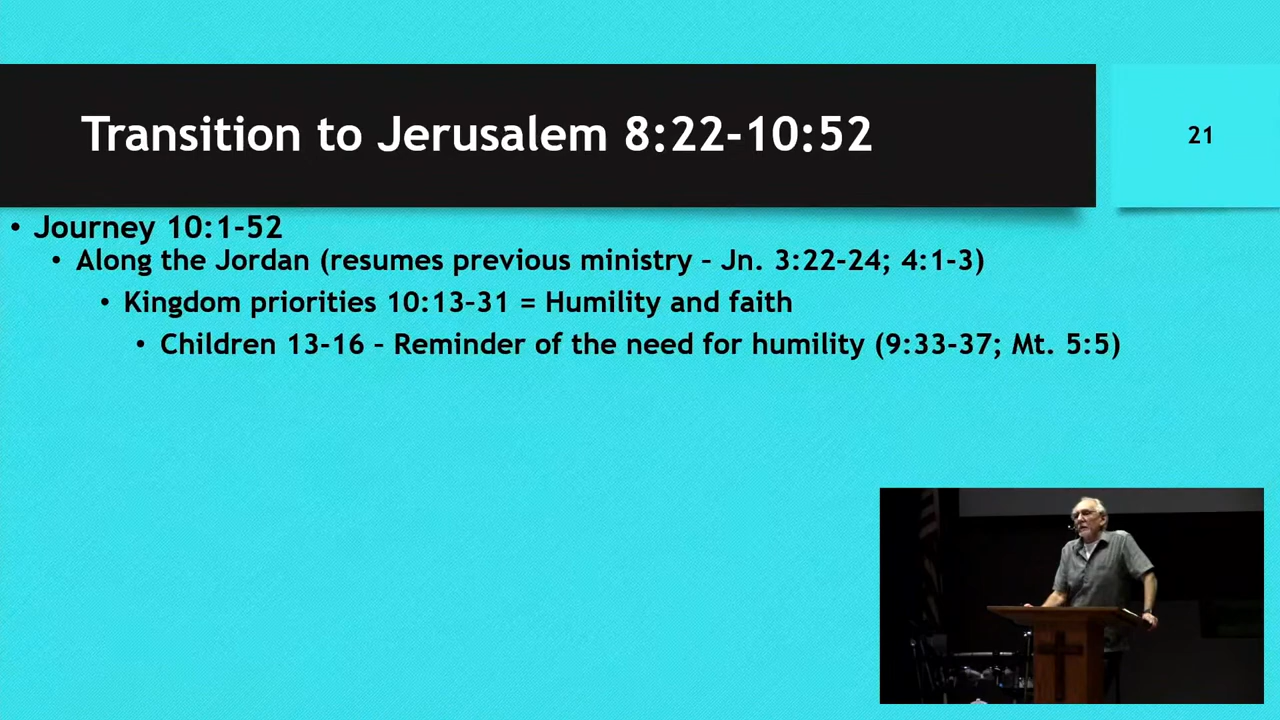 Transition to Jerusalem 8:22-10:52
21
• Journey 10:1-52
• Along the Jordan (resumes previous ministry – Jn. 3:22-24; 4:1-3)
• Kingdom priorities 10:13–31 = Humility and faith
• Children 13-16 – Reminder of the need for humility (9:33-37; Mt. 5:5)